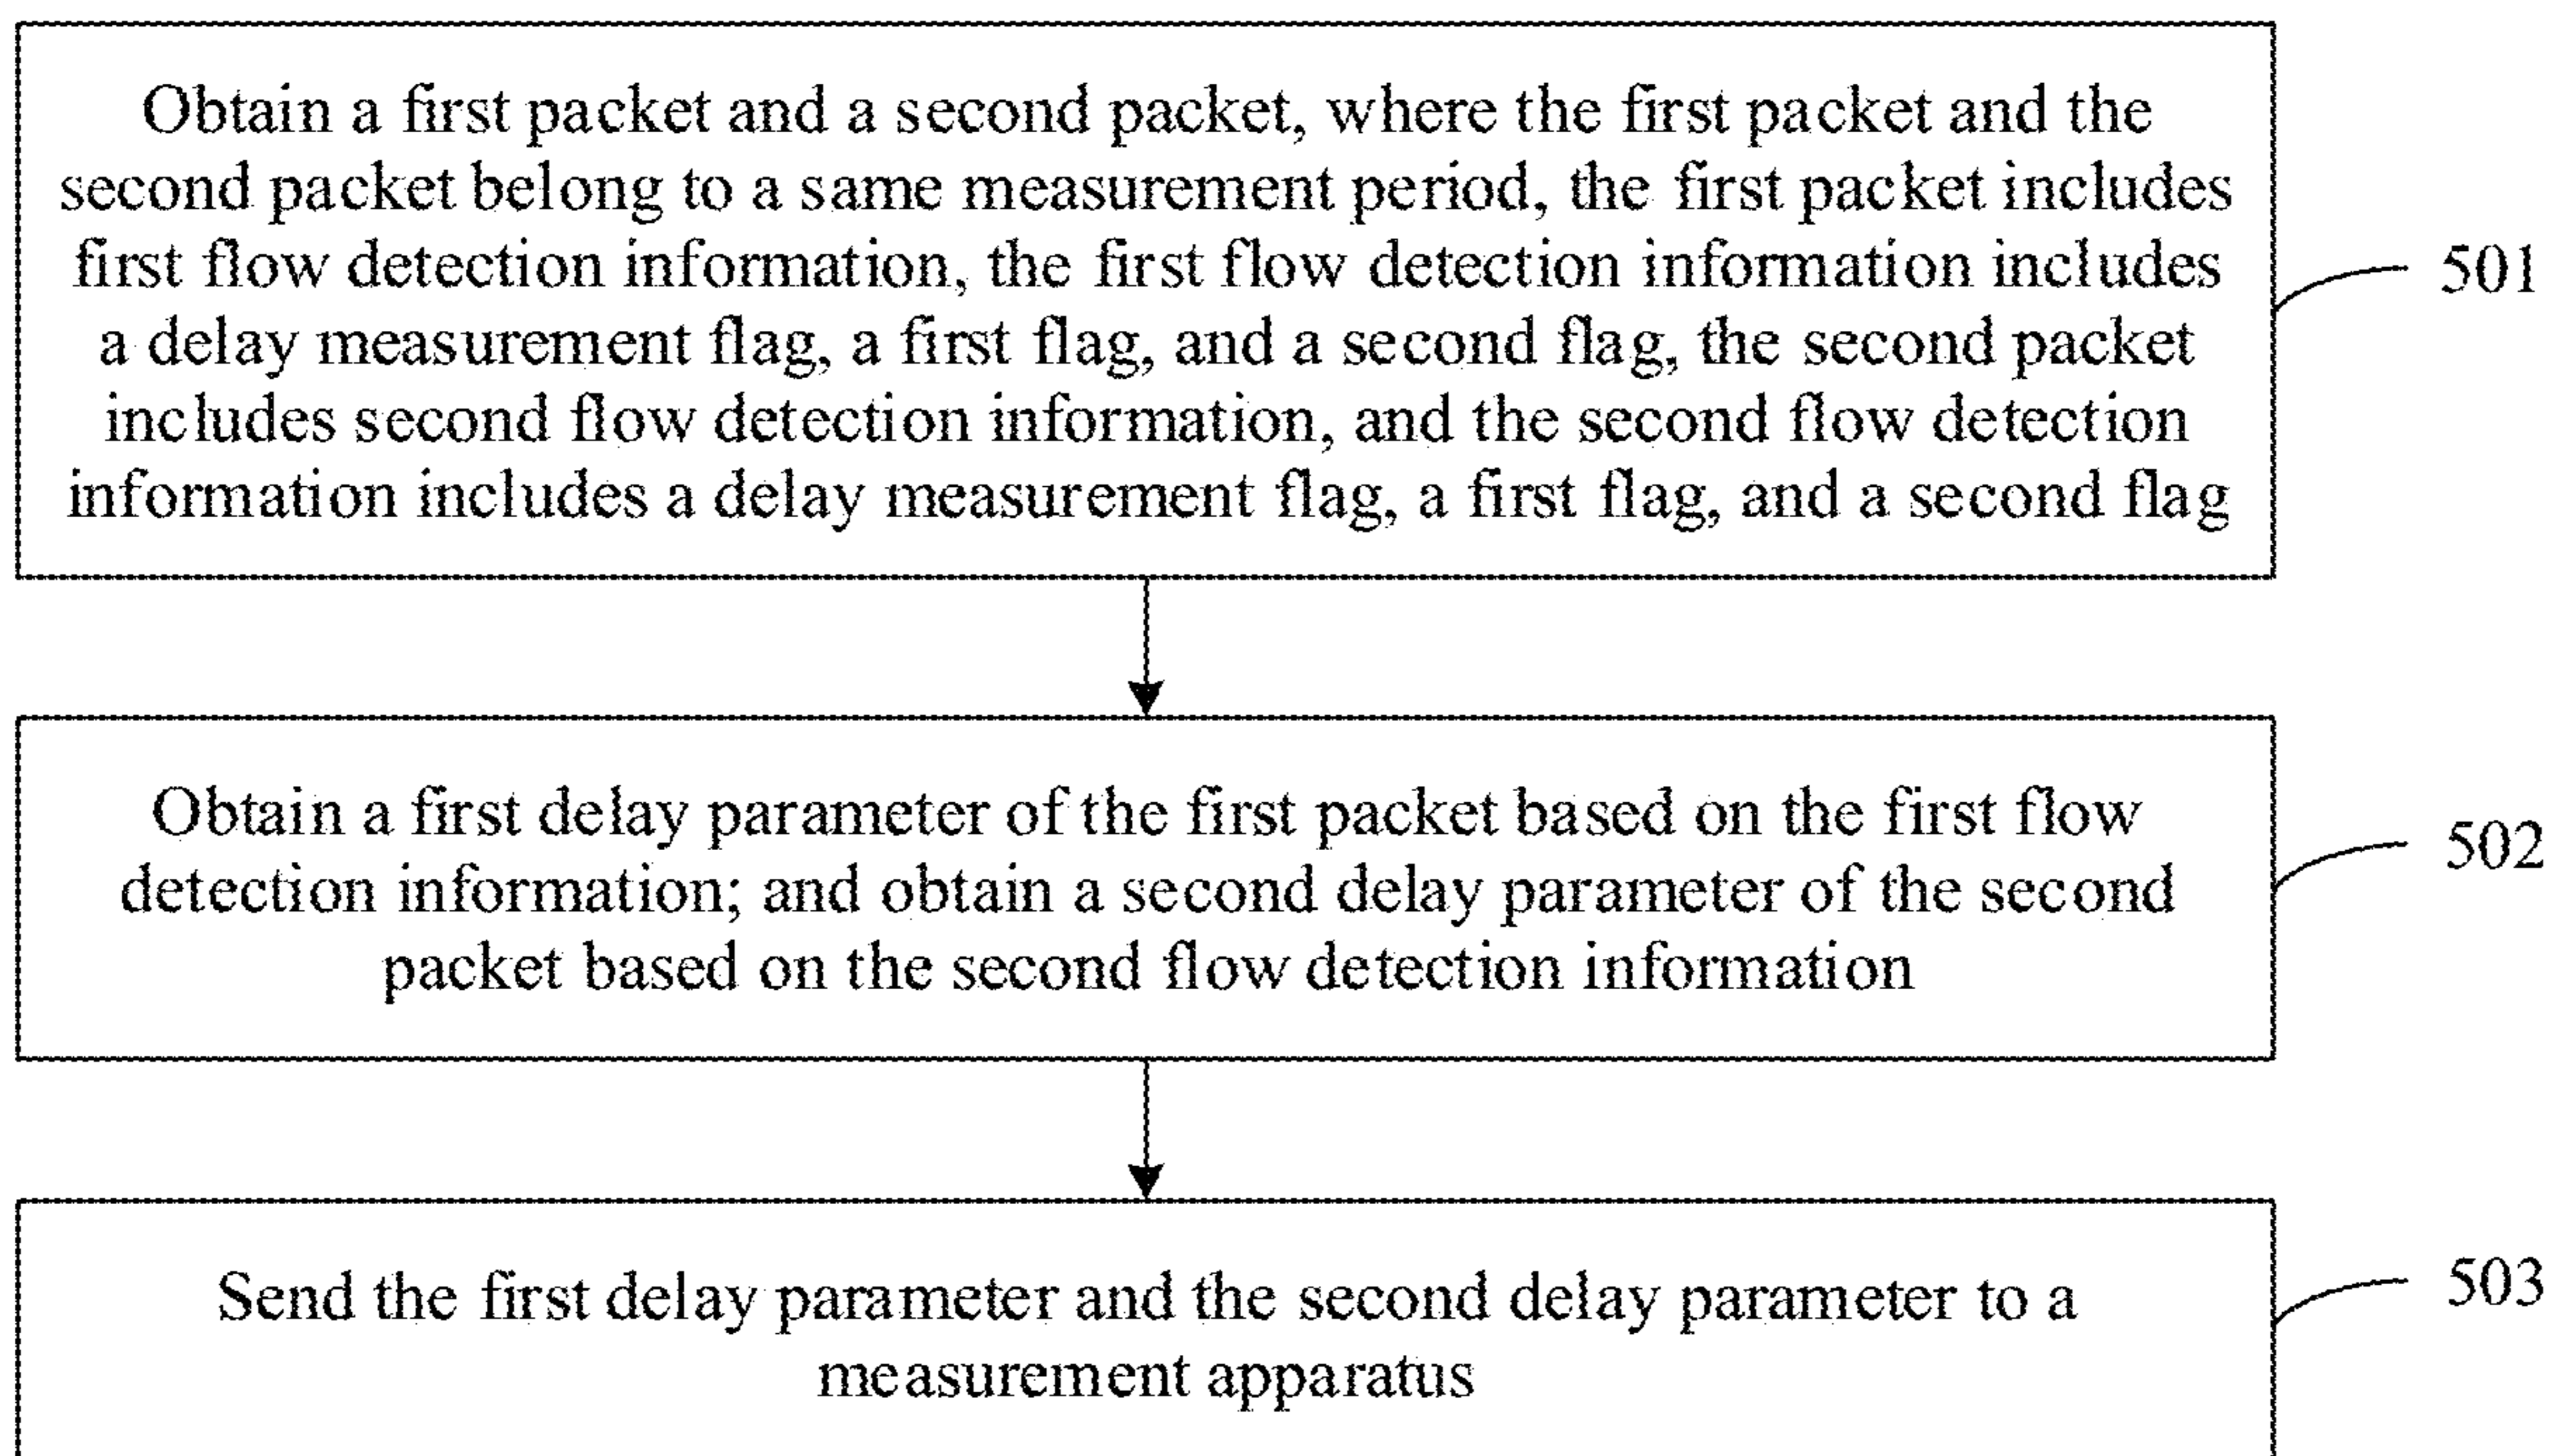 Obtain a first packet and a second packet, where the first packet and the
second packet belong to a same measurement period, the first packet includes
first flow detection information, the first flow detection information includes
a delay measurement flag, a first flag, and a second flag, the second packet
includes second flow detection information, and the second flow detection
information includes a delay measurement flag, a first flag, and a second flag
501
Obtain a first delay parameter of the first packet based on the first flow
detection information; and obtain a second delay parameter of the second
packet based on the second flow detection information
502
Send the first delay parameter and the second delay parameter to a
measurement apparatus
503